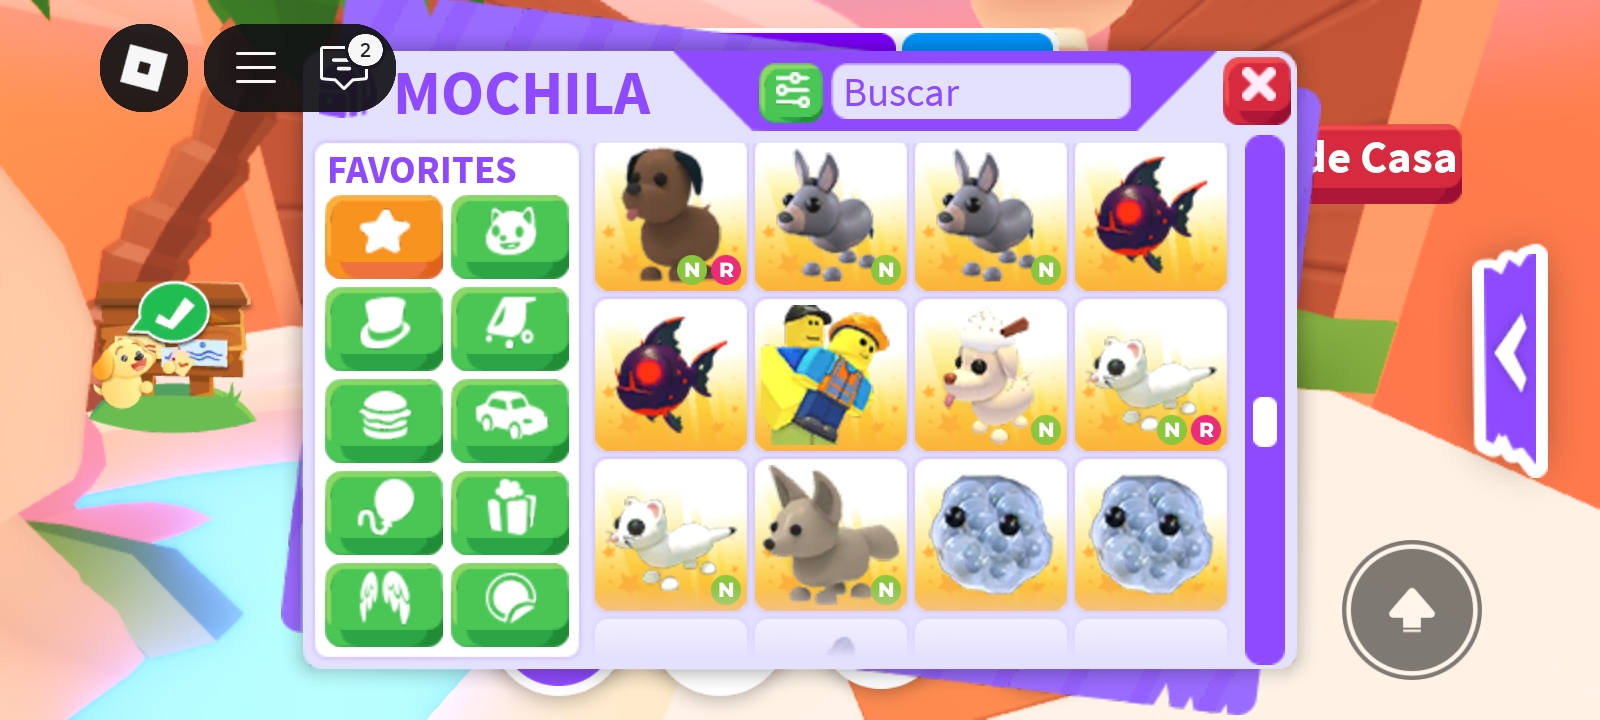 2
MOCHILA
Buscar
FAVORITES
de Casa
N R
N
N
N
N R
N
N